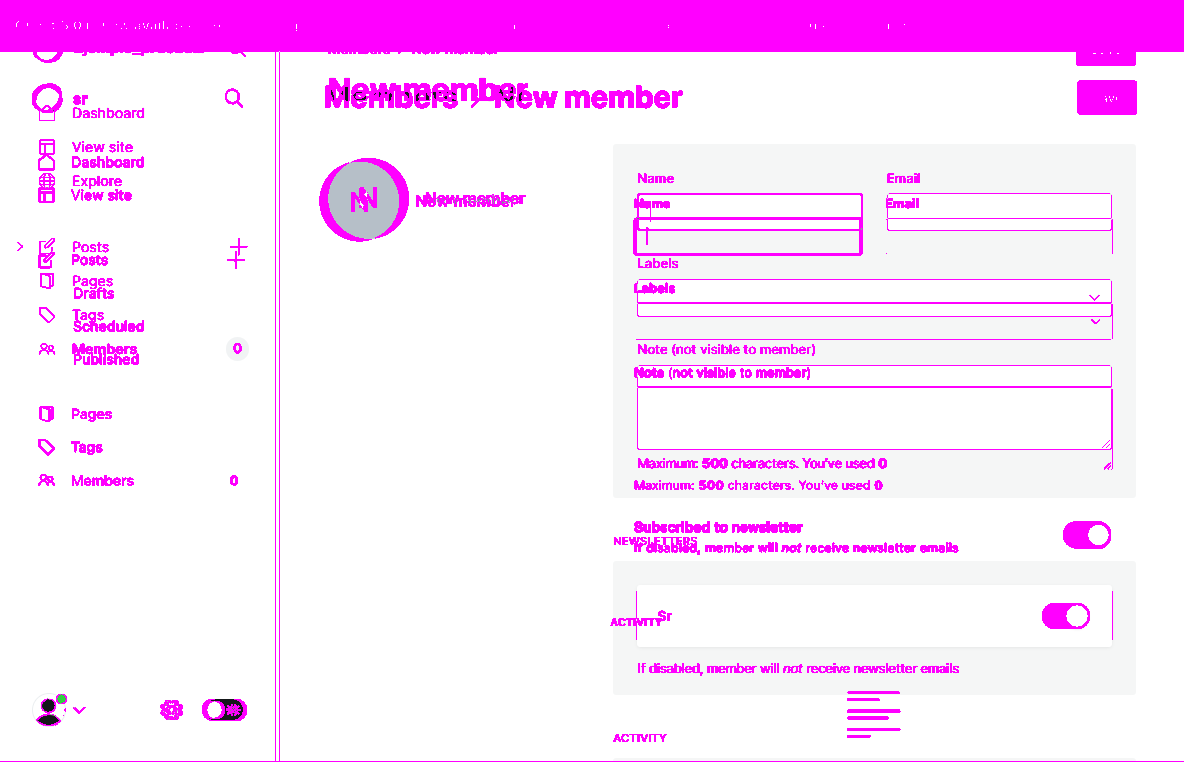 sr
Dashboard
View site
Dashboard
Explore
View site
Posts
Posts
Pages
Drafts
Tags
Scheduled
Members 0
Published
Pages
Tags
Members 0
New member
Members > New member
N
N
New member
New member
Name Email
Name Email
Labels
Labels
Note (not visible to member)
Note (not visible to member)
Maximum: 500 characters. You've used 0
Maximum: 500 characters. You've used 0
Subscribed to newsletter
NEWSLETTERS
If disabled, member will not receive newsletter emails
Sr
ACTIVITY
If disabled, member will not receive newsletter emails
ACTIVITY